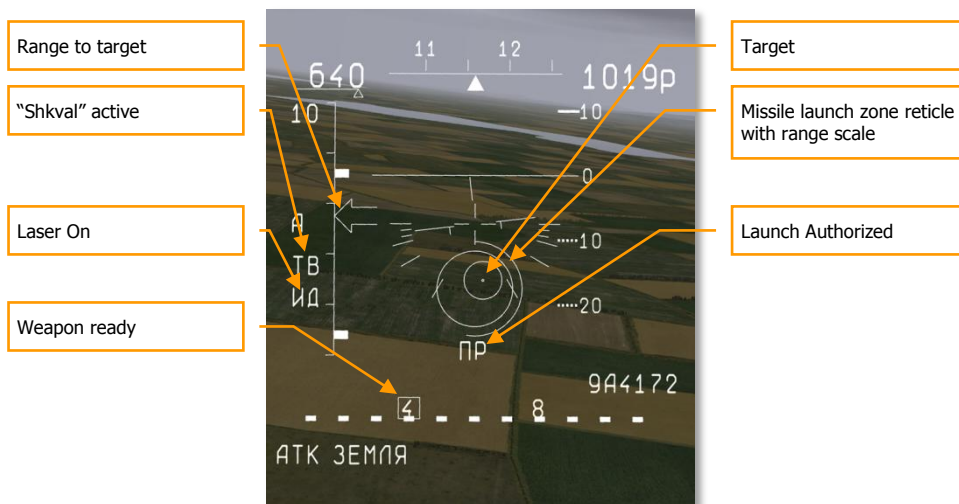 Range to target
“Shkval” active
Laser On
Weapon ready
11 12
640 1019р
10
10
0
А
10
ТВ
ИД
20
ПР
9А4172
4 8
АТК ЗЕМЛЯ
Target
Missile launch zone reticle
with range scale
Launch Authorized